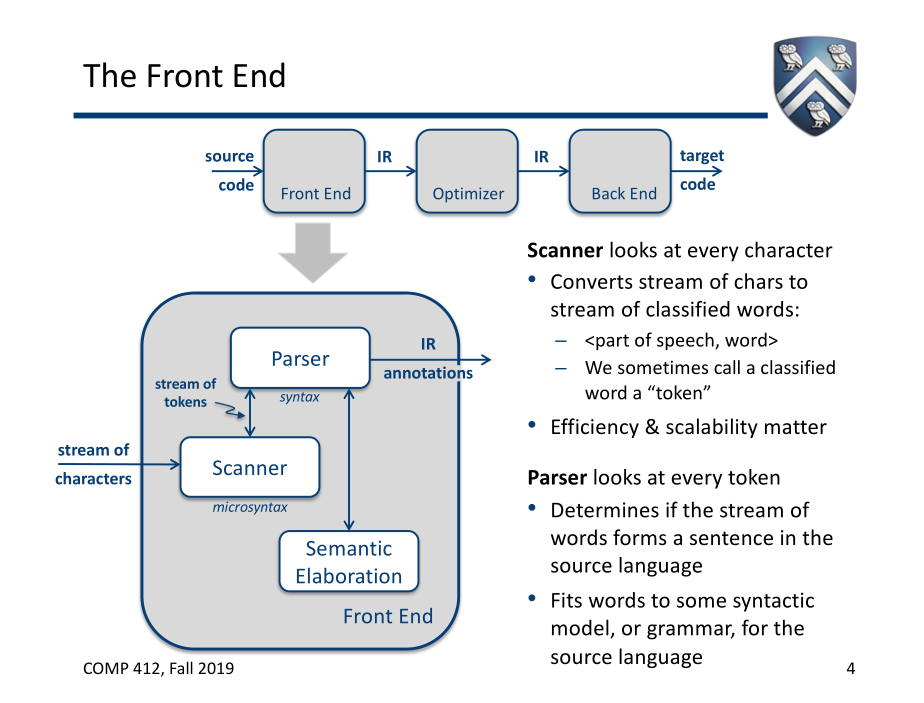 The Front End
source
code
Front End
IR
Optimizer
IR
Back End
target
code
Parser
syntax
IR
annotations
stream of
tokens
stream of
characters
Scanner
microsyntax
Semantic
Elaboration
Front End
Scanner looks at every character
• Converts stream of chars to
stream of classified words:
– <part of speech, word>
– We sometimes call a classified
word a “token”
• Efficiency & scalability matter
Parser looks at every token
• Determines if the stream of
words forms a sentence in the
source language
• Fits words to some syntactic
model, or grammar, for the
source language
COMP 412, Fall 2019
4